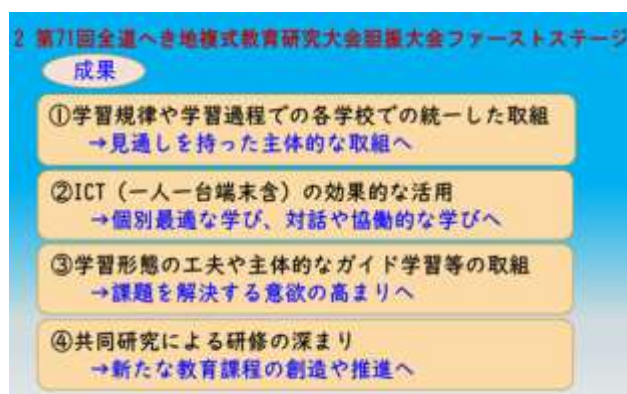 2 第71回全道へき地複式教育研究大会胆振大会ファーストステージ
成果
①学習規律や学習過程での各学校での統一した取組
→見通しを持った主体的な取組へ
②ICT(一人一台端末含)の効果的な活用
→個別最適な学び、対話や協働的な学びへ
③学習形態の工夫や主体的なガイド学習等の取組
→課題を解決する意欲の高まりへ
④共同研究による研修の深まり
→新たな教育課程の創造や推進へ